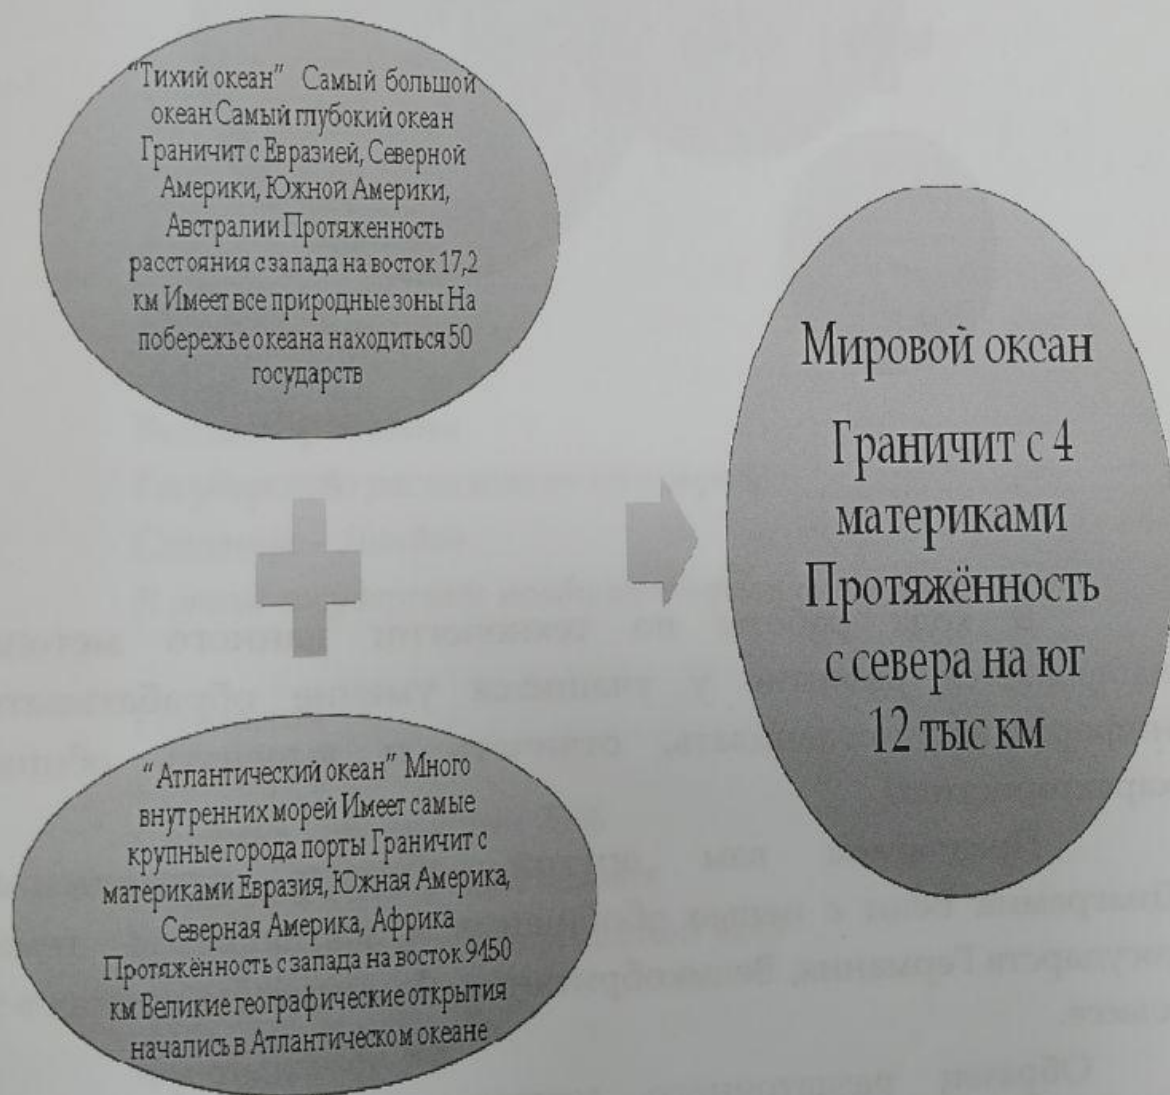 "Тихий океан" Самый большой
океан Самый глубокий океан
Граничит с Евразией, Северной
Америки, Южной Америки,
Австралии Протяженность
расстояния с запада на восток 17,2
км Имеет все природные зоны На
побережье океана находиться 50
государств
"Атлантический океан" Много
внутренних морей Имеет самые
крупные города порты Граничит с
материками Евразия, Южная Америка,
Северная Америка, Африка
Протяжённость с запада на восток 9450
км Великие географические открытия
начались в Атлантическом океане
Мировой океан
Граничит с 4
материками
Протяжённость
с севера на юг
12 тыс км